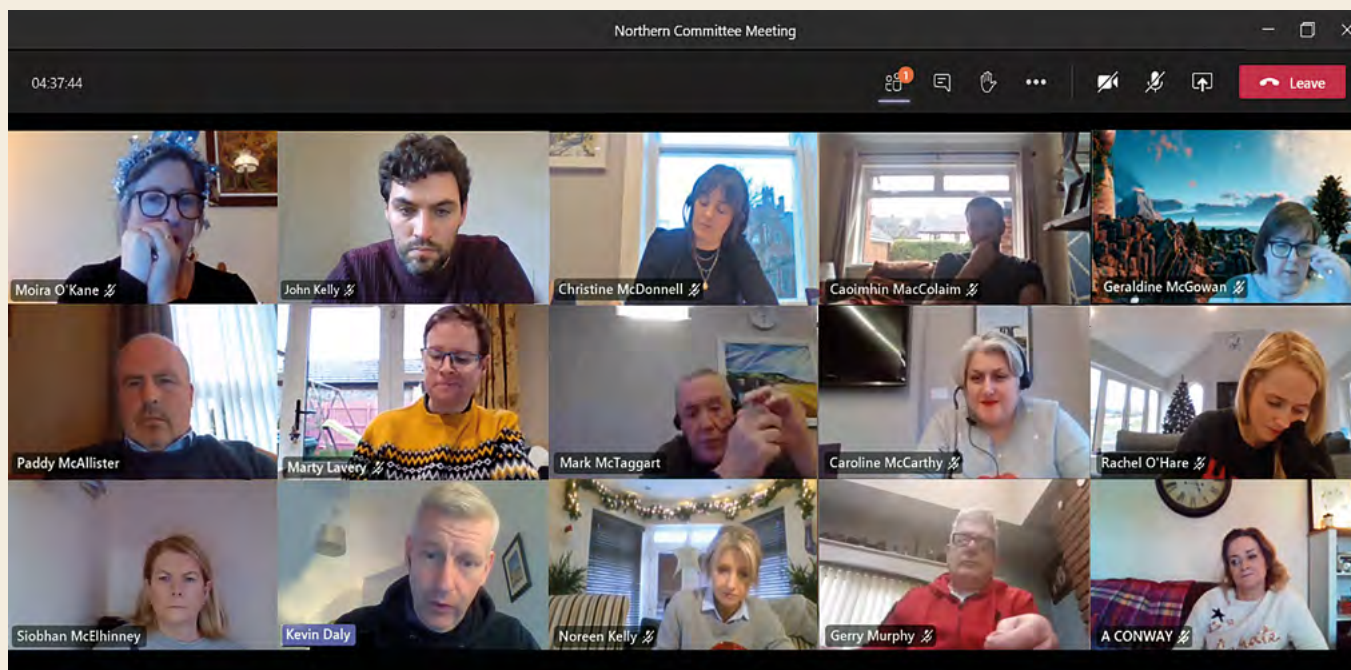 Northern Committee Meeting
04:37:44
1
Leave
Moira O'Kane
John Kelly
Christine McDonnell
Caoimhin MacColaim
Geraldine McGowan
Paddy McAllister
Marty Lavery
Mark McTaggart
Caroline McCarthy
Rachel O'Hare
Siobhan McElhinney
Kevin Daly
Noreen Kelly
Gerry Murphy
A CONWAY